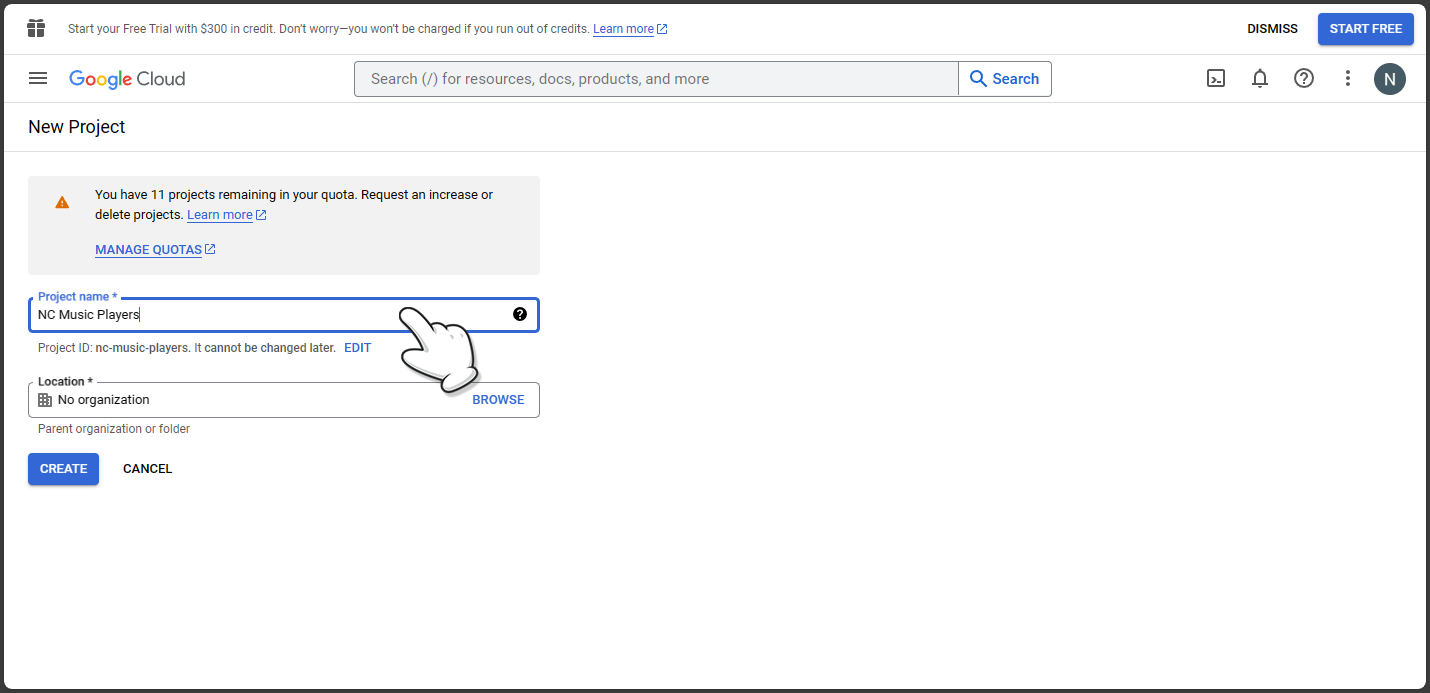 Start your Free Trial with $300 in credit. Don't worry—you won't be charged if you run out of credits. Learn more
DISMISS
START FREE
Google Cloud
Search (/) for resources, docs, products, and more
Search
N
New Project
You have 11 projects remaining in your quota. Request an increase or
delete projects. Learn more
MANAGE QUOTAS
Project name *
NC Music Players
Project ID: nc-music-players. It cannot be changed later. EDIT
Location *
No organization
BROWSE
Parent organization or folder
CREATE
CANCEL